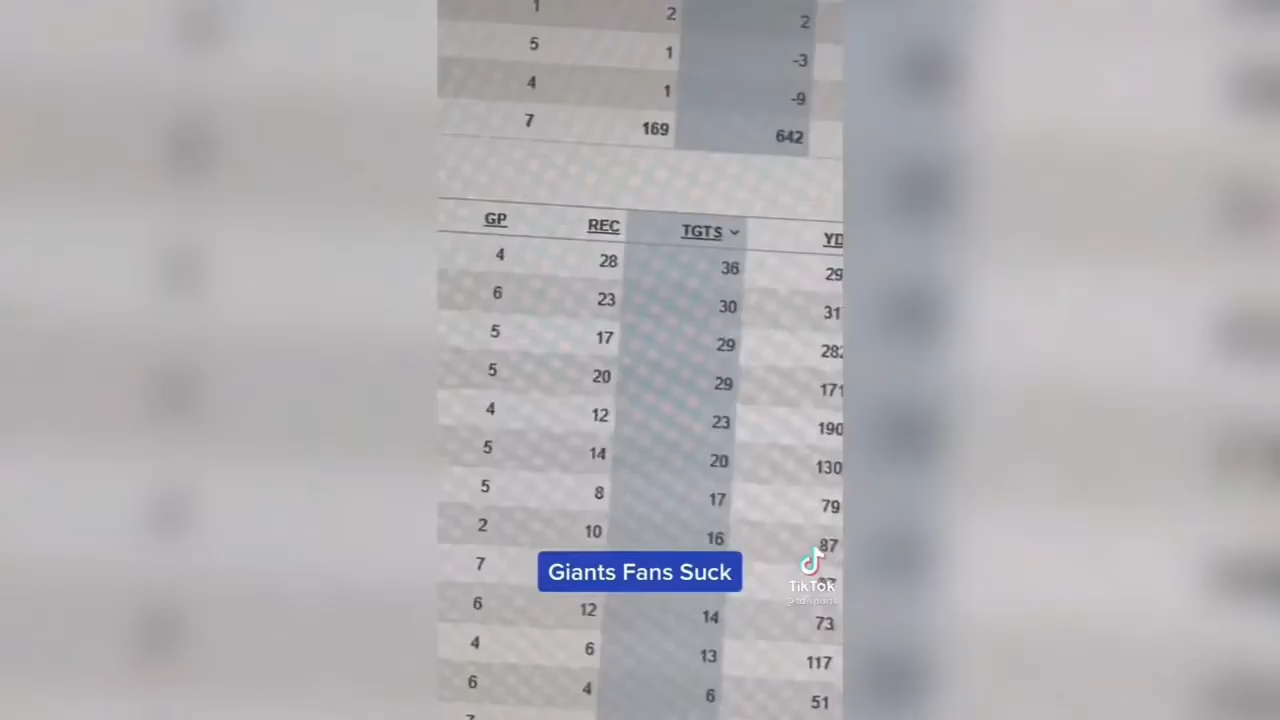 1 2 2
5 1 -3
4 1 -9
7 169 642
GP REC TGTS
4 28 36 29
6 23 30 31
5 17 29 282
5 20 29 171
4 12 23 190
5 14 20 130
5 8 17 79
2 10 16 87
7
Giants Fans Suck
TikTok
6 12 14 73
4 6 13 117
6 4 6 51